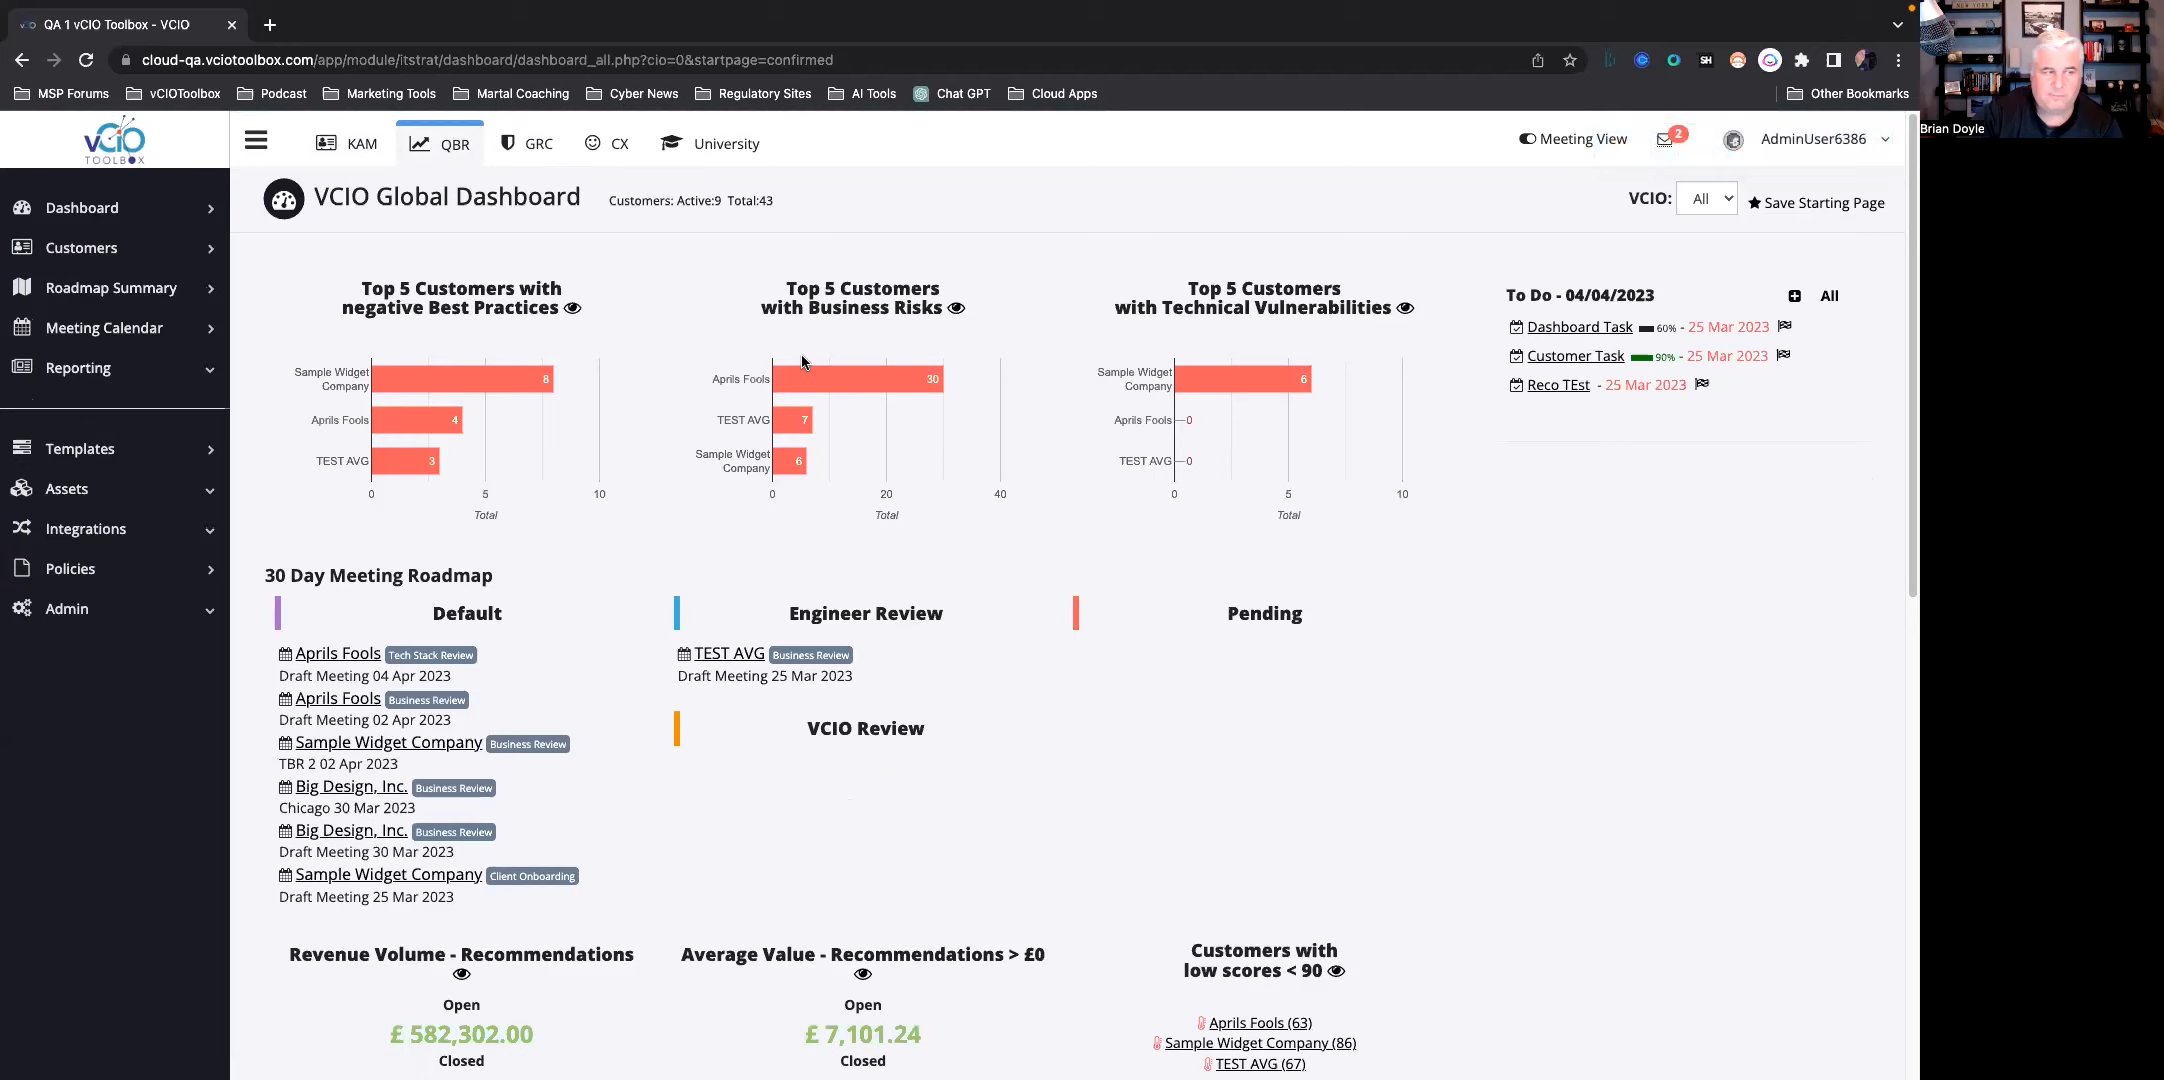 QA 1 vCIO Toolbox - VCIO
cloud-qa.vciotoolbox.com/app/module/itstrat/dashboard/dashboard_all.php?cio=0&startpage=confirmed
SH
MSP Forums
vCIOToolbox
Podcast
Marketing Tools
Martal Coaching
Cyber News
Regulatory Sites
AI Tools
Chat GPT
Cloud Apps
Other Bookmarks
Brian Doyle
vCIO
TOOLBOX
KAM
QBR
GRC
CX
University
Meeting View
2
AdminUser6386
Dashboard
Customers
Roadmap Summary
Meeting Calendar
Reporting
Templates
Assets
Integrations
Policies
Admin
VCIO Global Dashboard
Customers: Active:9 Total:43
VCIO: All
Save Starting Page
Top 5 Customers with
negative Best Practices
Sample Widget
Company
8
Aprils Fools
4
TEST AVG
3
0 5 10
Total
Top 5 Customers
with Business Risks
Aprils Fools
30
TEST AVG
7
Sample Widget
Company
6
0 20 40
Total
Top 5 Customers
with Technical Vulnerabilities
Sample Widget
Company
6
Aprils Fools
0
TEST AVG
0
0 5 10
Total
To Do - 04/04/2023
All
Dashboard Task 60% - 25 Mar 2023
Customer Task 90% - 25 Mar 2023
Reco TEst - 25 Mar 2023
30 Day Meeting Roadmap
Default
Aprils Fools Tech Stack Review
Draft Meeting 04 Apr 2023
Aprils Fools Business Review
Draft Meeting 02 Apr 2023
Sample Widget Company Business Review
TBR 2 02 Apr 2023
Big Design, Inc. Business Review
Chicago 30 Mar 2023
Big Design, Inc. Business Review
Draft Meeting 30 Mar 2023
Sample Widget Company Client Onboarding
Draft Meeting 25 Mar 2023
Engineer Review
TEST AVG Business Review
Draft Meeting 25 Mar 2023
VCIO Review
Pending
Revenue Volume - Recommendations
Open
£ 582,302.00
Closed
Average Value - Recommendations > £0
Open
£ 7,101.24
Closed
Customers with
low scores < 90
Aprils Fools (63)
Sample Widget Company (86)
TEST AVG (67)